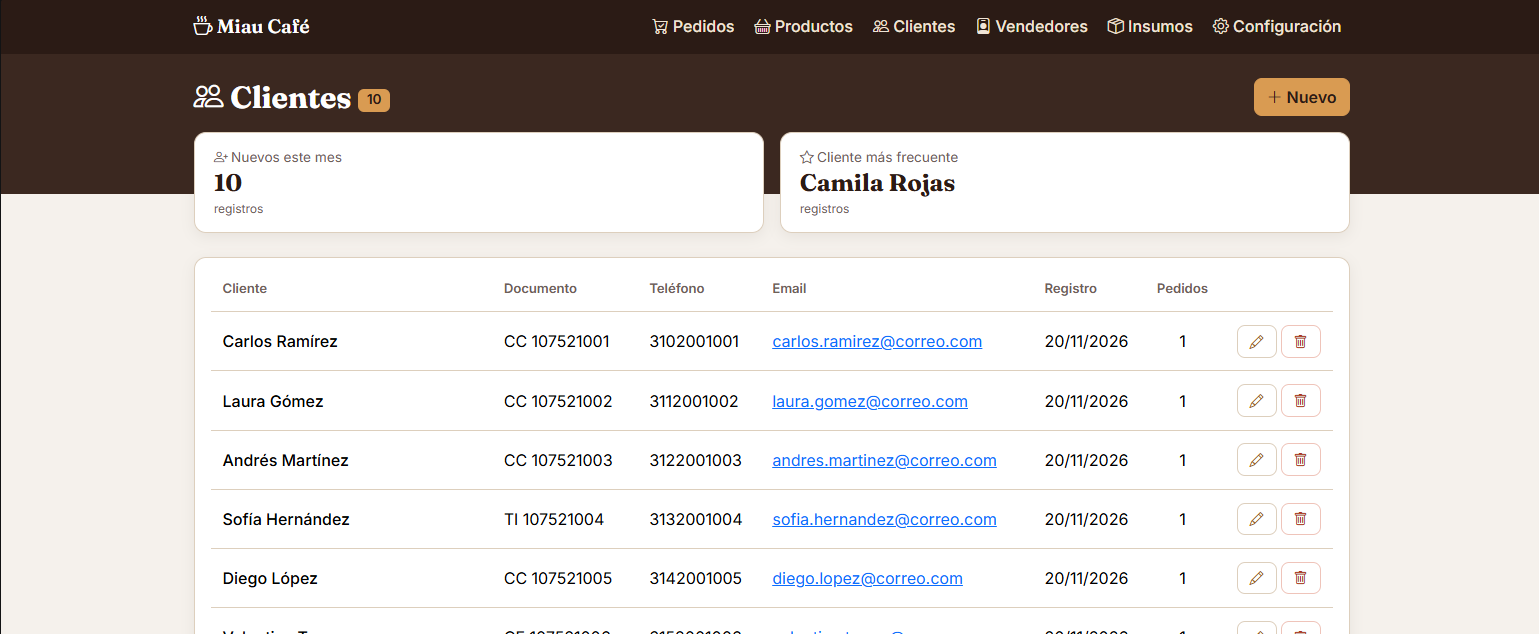 Miau Café
Pedidos Productos Clientes Vendedores Insumos Configuración
Clientes 10
+ Nuevo
Nuevos este mes
10
registros
Cliente más frecuente
Camila Rojas
registros
Cliente Documento Teléfono Email Registro Pedidos
Carlos Ramírez CC 107521001 3102001001 carlos.ramirez@correo.com 20/11/2026 1
Laura Gómez CC 107521002 3112001002 laura.gomez@correo.com 20/11/2026 1
Andrés Martínez CC 107521003 3122001003 andres.martinez@correo.com 20/11/2026 1
Sofía Hernández TI 107521004 3132001004 sofia.hernandez@correo.com 20/11/2026 1
Diego López CC 107521005 3142001005 diego.lopez@correo.com 20/11/2026 1